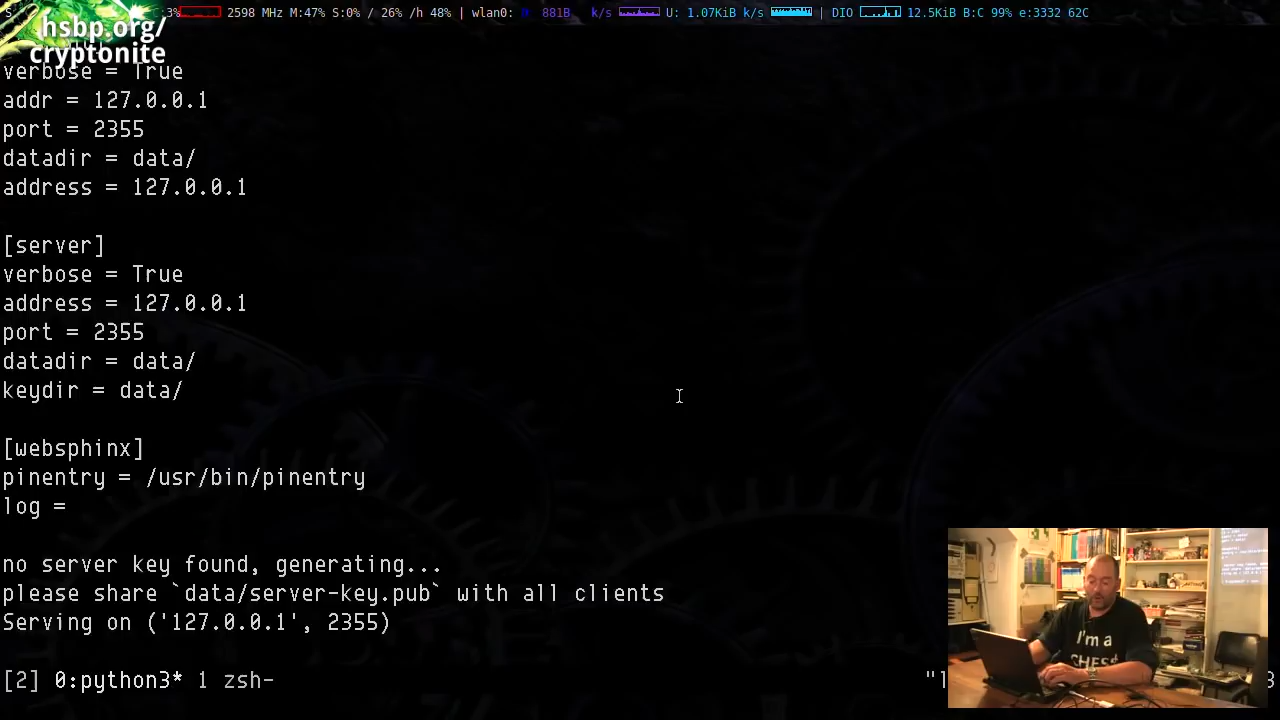 3% 2598 MHz M:47% S:0% / 26% /h 48% | wlan0: 881B k/s U: 1.07KiB k/s | DIO 12.5KiB B:C 99% e:3332 62C
hsbp.org/
cryptonite
verbose = True
addr = 127.0.0.1
port = 2355
datadir = data/
address = 127.0.0.1
[server]
verbose = True
address = 127.0.0.1
port = 2355
datadir = data/
keydir = data/
[websphinx]
pinentry = /usr/bin/pinentry
log =
no server key found, generating...
please share `data/server-key.pub` with all clients
Serving on ('127.0.0.1', 2355)
I'm a
CHESS
[2] 0:python3* 1 zsh-